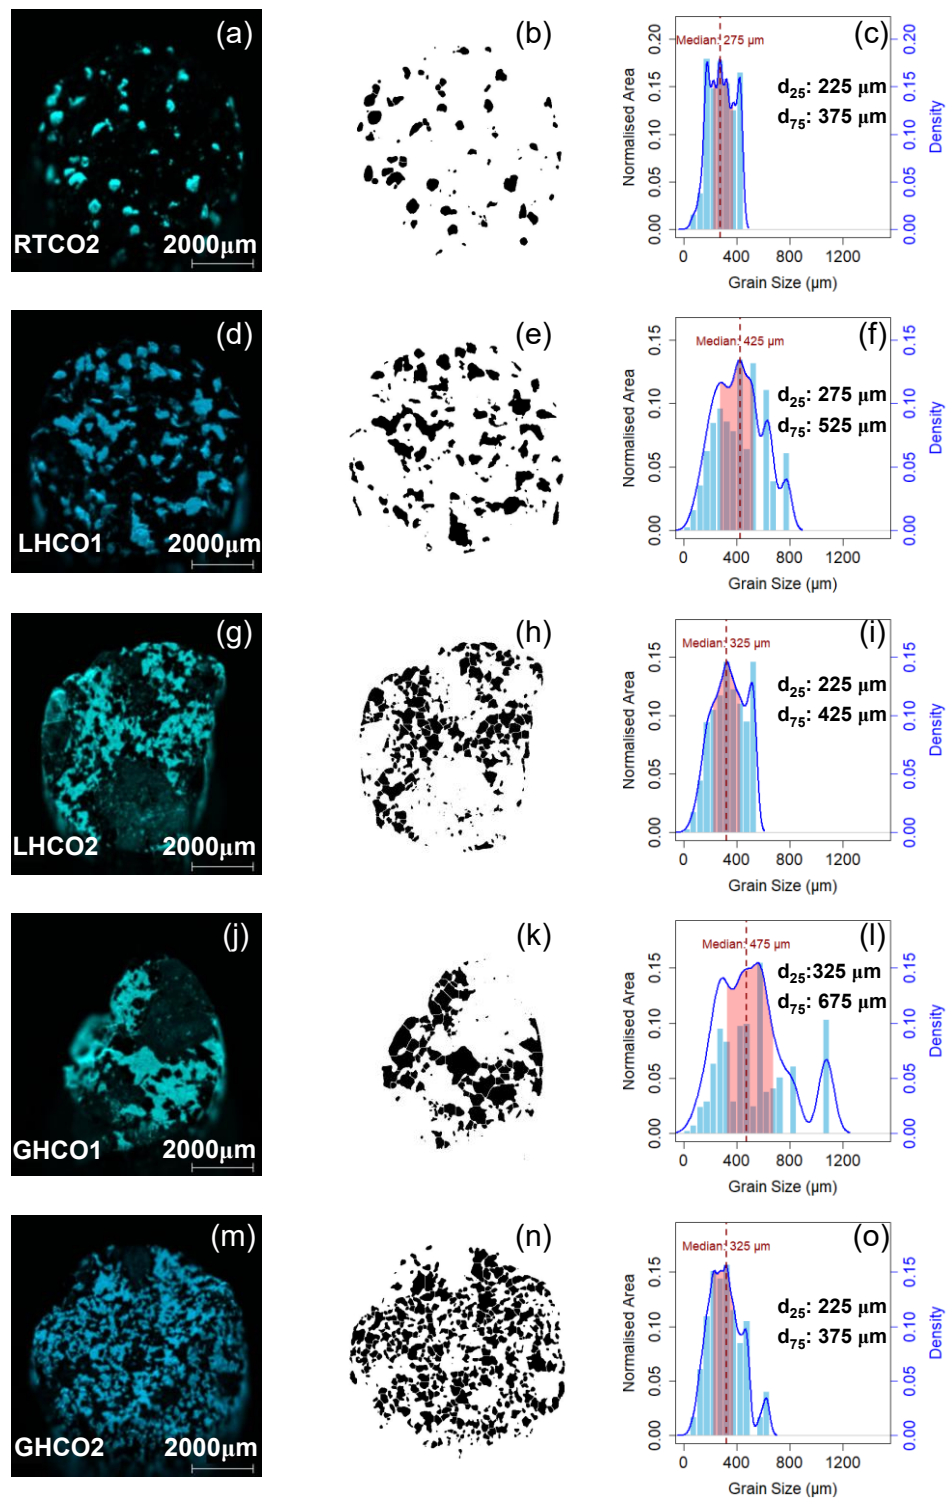 (a)
RTCO2
2000µm
(b)
(c)
Median: 275 µm
d25: 225 µm
d75: 375 µm
Normalised Area
0.00
0.05
0.10
0.15
0.20
Density
0.00
0.05
0.10
0.15
0.20
0 400 800 1200
Grain Size (µm)
(d)
LHCO1
2000µm
(e)
(f)
Median: 425 µm
d25: 275 µm
d75: 525 µm
Normalised Area
0.00
0.05
0.10
0.15
Density
0.00
0.05
0.10
0.15
0 400 800 1200
Grain Size (µm)
(g)
LHCO2
2000µm
(h)
(i)
Median: 325 µm
d25: 225 µm
d75: 425 µm
Normalised Area
0.00
0.05
0.10
0.15
Density
0.00
0.05
0.10
0.15
0 400 800 1200
Grain Size (µm)
(j)
GHCO1
2000µm
(k)
(l)
Median: 475 µm
d25:325 µm
d75: 675 µm
Normalised Area
0.00
0.05
0.10
0.15
Density
0.00
0.05
0.10
0.15
0 400 800 1200
Grain Size (µm)
(m)
GHCO2
2000µm
(n)
(o)
Median: 325 µm
d25: 225 µm
d75: 375 µm
Normalised Area
0.00
0.05
0.10
0.15
Density
0.00
0.05
0.10
0.15
0 400 800 1200
Grain Size (µm)